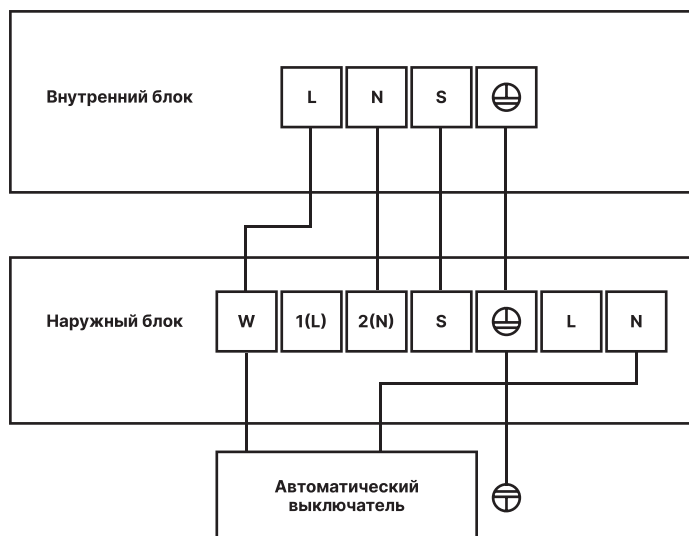 Внутренний блок
L N S
Наружный блок
W 1(L) 2(N) S L N
Автоматический
выключатель